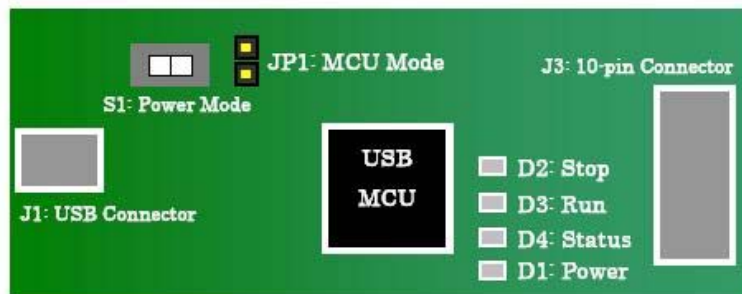 JP1: MCU Mode
J3: 10-pin Connector
S1: Power Mode
USB
MCU
D2: Stop
D3: Run
J1: USB Connector
D4: Status
D1: Power